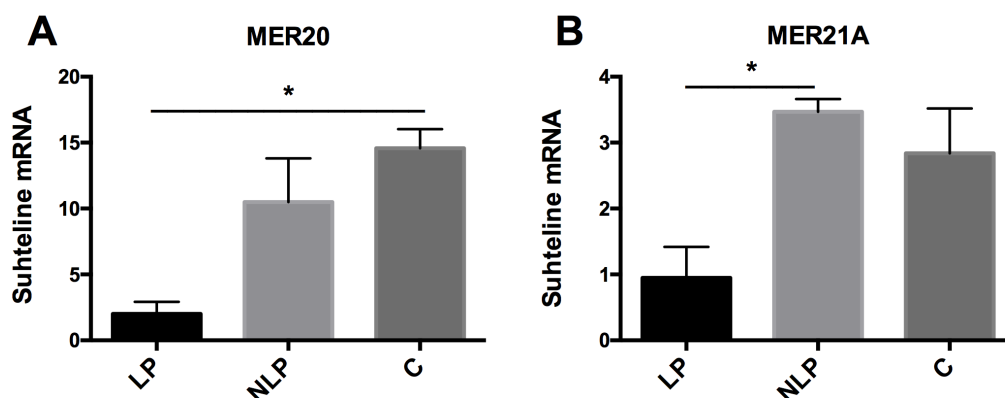 A
MER20
Suhteline mRNA
20
15
10
5
0
*
LP
NLP
C
B
MER21A
Suhteline mRNA
4
3
2
1
0
*
LP
NLP
C